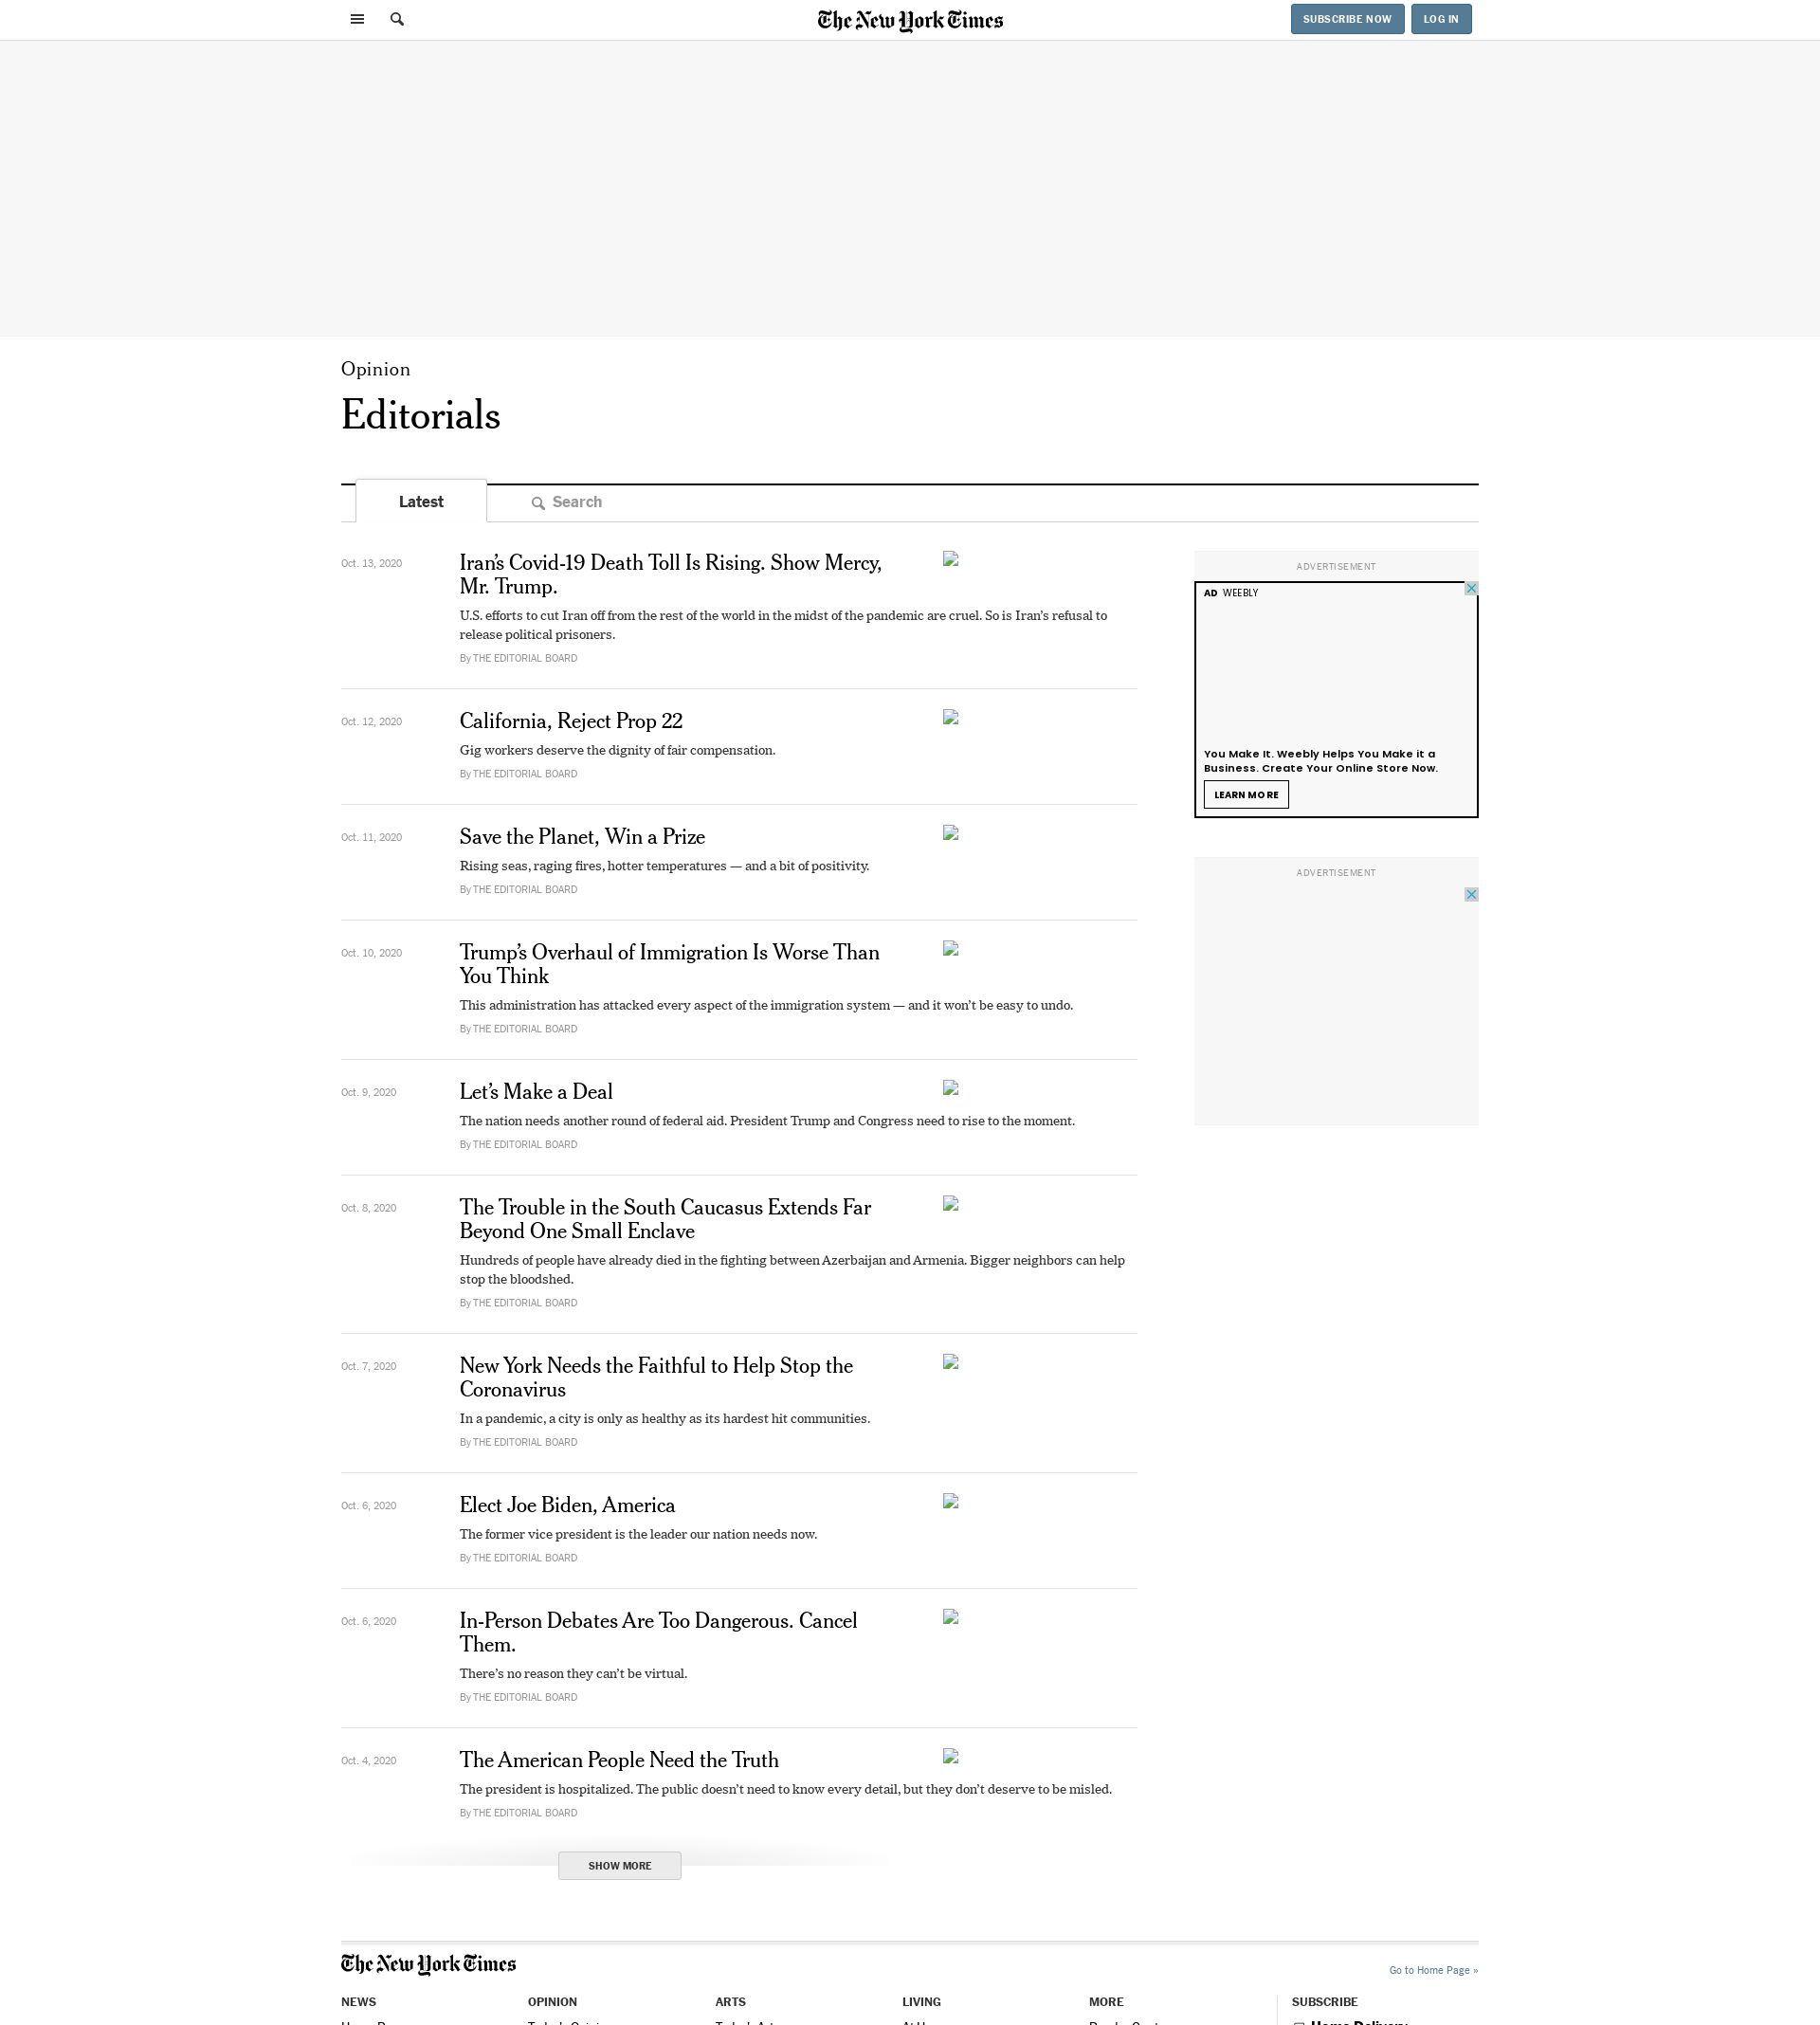 The New York Times
SUBSCRIBE NOW
LOG IN
Opinion
Editorials
Latest
Search
Oct. 13, 2020
Iran’s Covid-19 Death Toll Is Rising. Show Mercy,
Mr. Trump.
U.S. efforts to cut Iran off from the rest of the world in the midst of the pandemic are cruel. So is Iran’s refusal to
release political prisoners.
By THE EDITORIAL BOARD
Oct. 12, 2020
California, Reject Prop 22
Gig workers deserve the dignity of fair compensation.
By THE EDITORIAL BOARD
Oct. 11, 2020
Save the Planet, Win a Prize
Rising seas, raging fires, hotter temperatures — and a bit of positivity.
By THE EDITORIAL BOARD
Oct. 10, 2020
Trump’s Overhaul of Immigration Is Worse Than
You Think
This administration has attacked every aspect of the immigration system — and it won’t be easy to undo.
By THE EDITORIAL BOARD
Oct. 9, 2020
Let’s Make a Deal
The nation needs another round of federal aid. President Trump and Congress need to rise to the moment.
By THE EDITORIAL BOARD
Oct. 8, 2020
The Trouble in the South Caucasus Extends Far
Beyond One Small Enclave
Hundreds of people have already died in the fighting between Azerbaijan and Armenia. Bigger neighbors can help
stop the bloodshed.
By THE EDITORIAL BOARD
Oct. 7, 2020
New York Needs the Faithful to Help Stop the
Coronavirus
In a pandemic, a city is only as healthy as its hardest hit communities.
By THE EDITORIAL BOARD
Oct. 6, 2020
Elect Joe Biden, America
The former vice president is the leader our nation needs now.
By THE EDITORIAL BOARD
Oct. 6, 2020
In-Person Debates Are Too Dangerous. Cancel
Them.
There’s no reason they can’t be virtual.
By THE EDITORIAL BOARD
Oct. 4, 2020
The American People Need the Truth
The president is hospitalized. The public doesn’t need to know every detail, but they don’t deserve to be misled.
By THE EDITORIAL BOARD
SHOW MORE
ADVERTISEMENT
AD WEEBLY
You Make It. Weebly Helps You Make it a
Business. Create Your Online Store Now.
LEARN MORE
ADVERTISEMENT
The New York Times
Go to Home Page »
NEWS
OPINION
ARTS
LIVING
MORE
SUBSCRIBE
Home Delivery